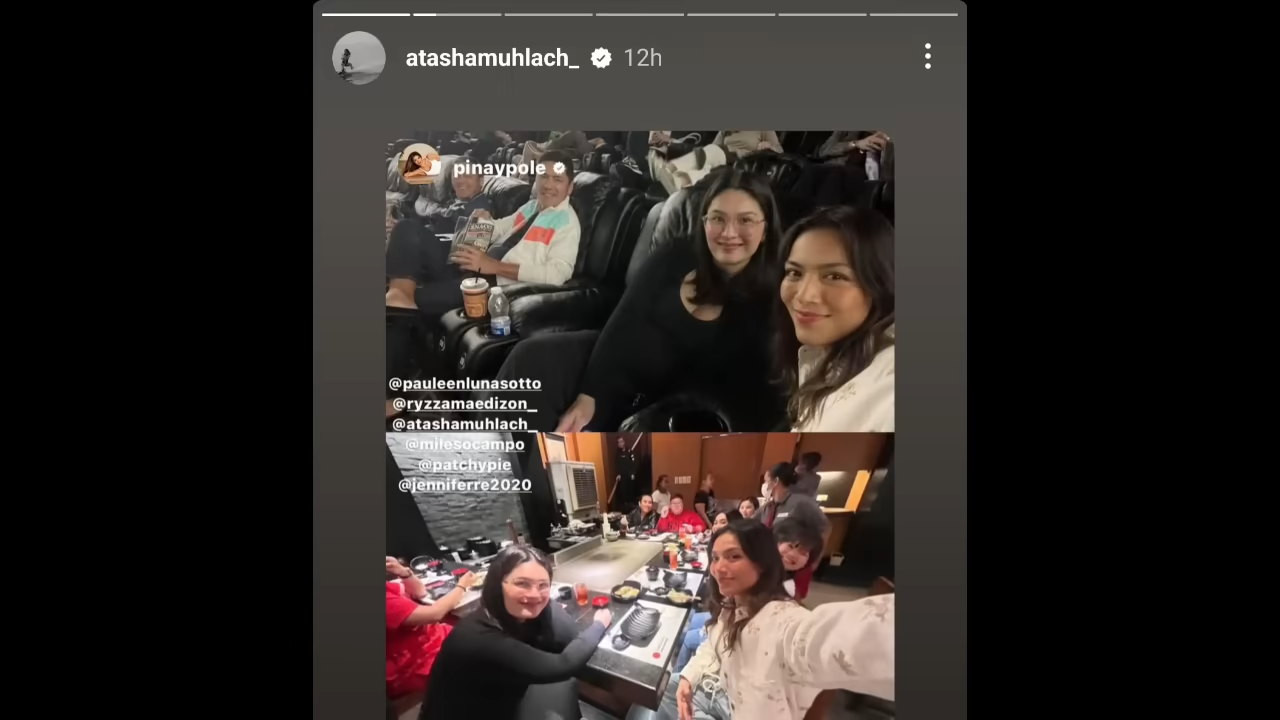 atashamuhlach_ 12h
pinaypole
@pauleenlunasotto
@ryzzamaedizon_
@atashamuhlach_
@milesocampo
@patchypie
@jenniferre2020